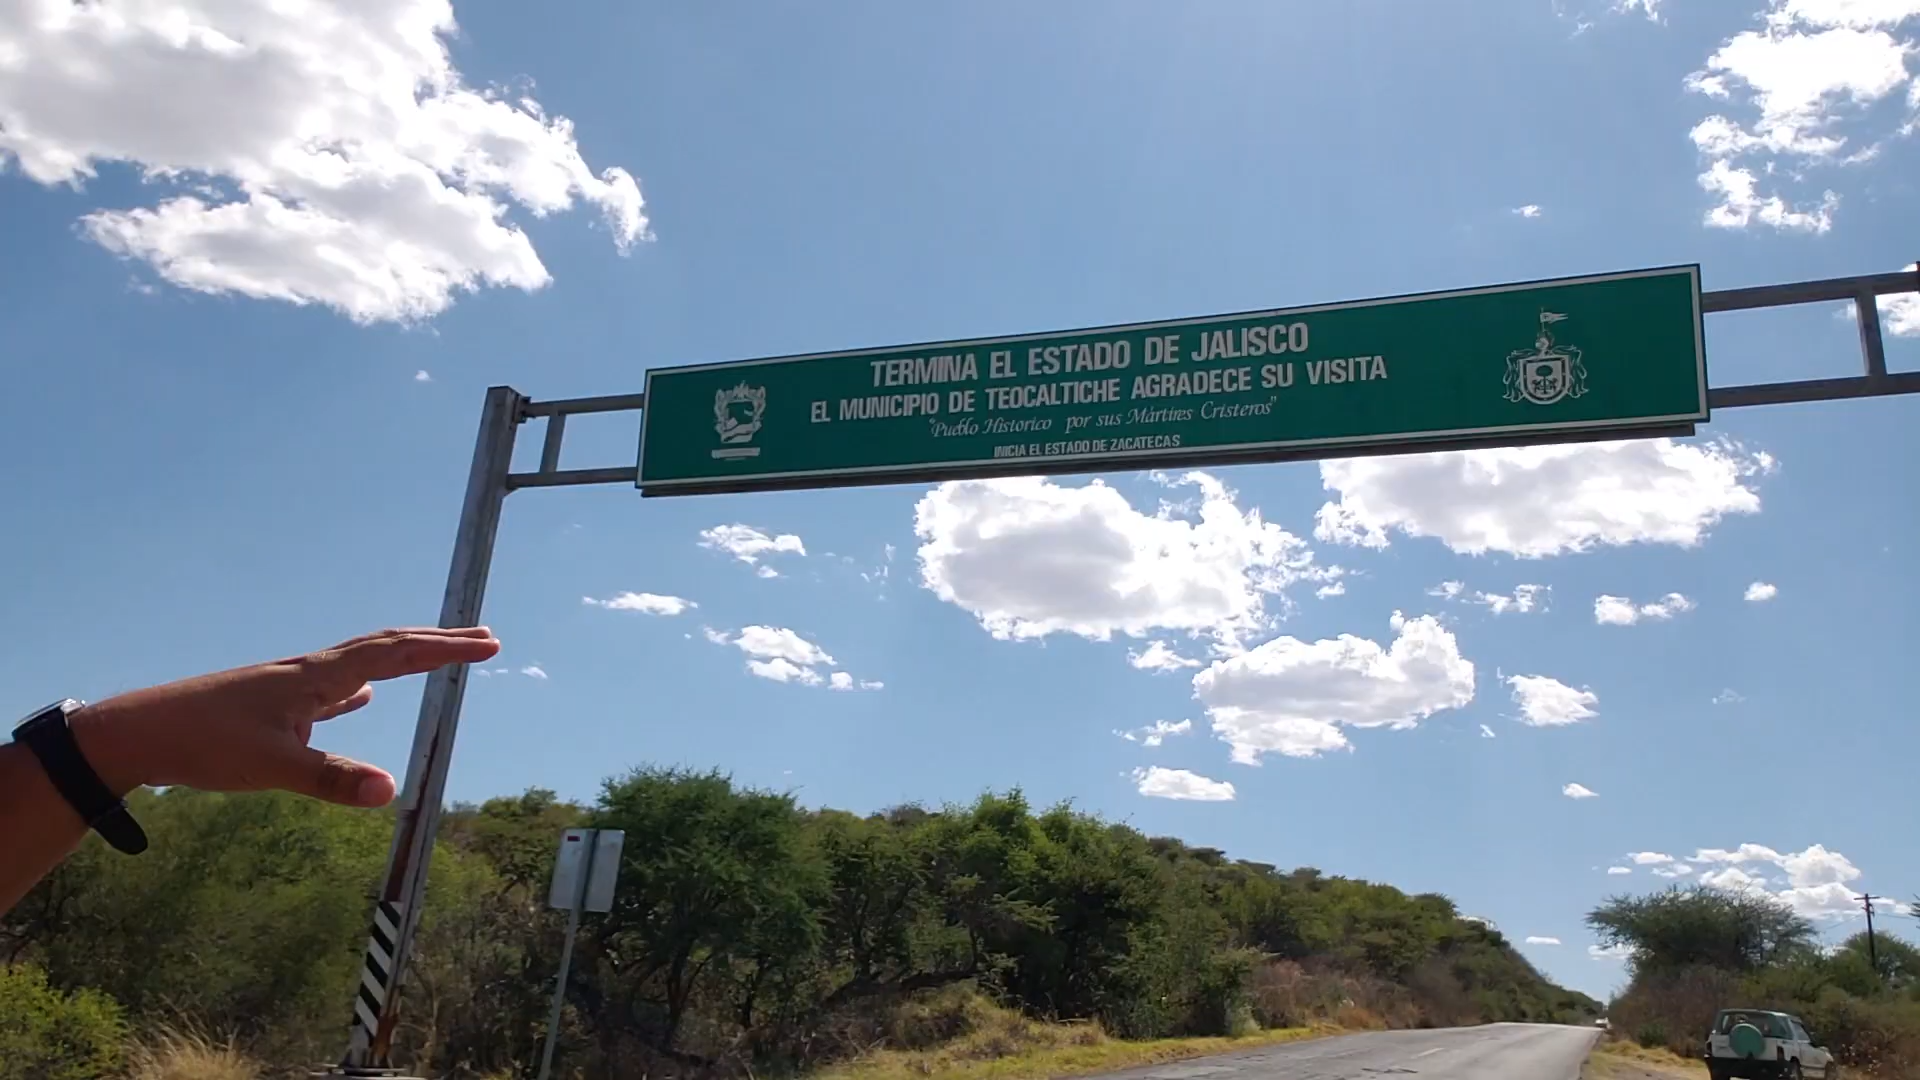 TERMINA EL ESTADO DE JALISCO
EL MUNICIPIO DE TEOCALTICHE AGRADECE SU VISITA
"Pueblo Historico por sus Mártires Cristeros"
INICIA EL ESTADO DE ZACATECAS